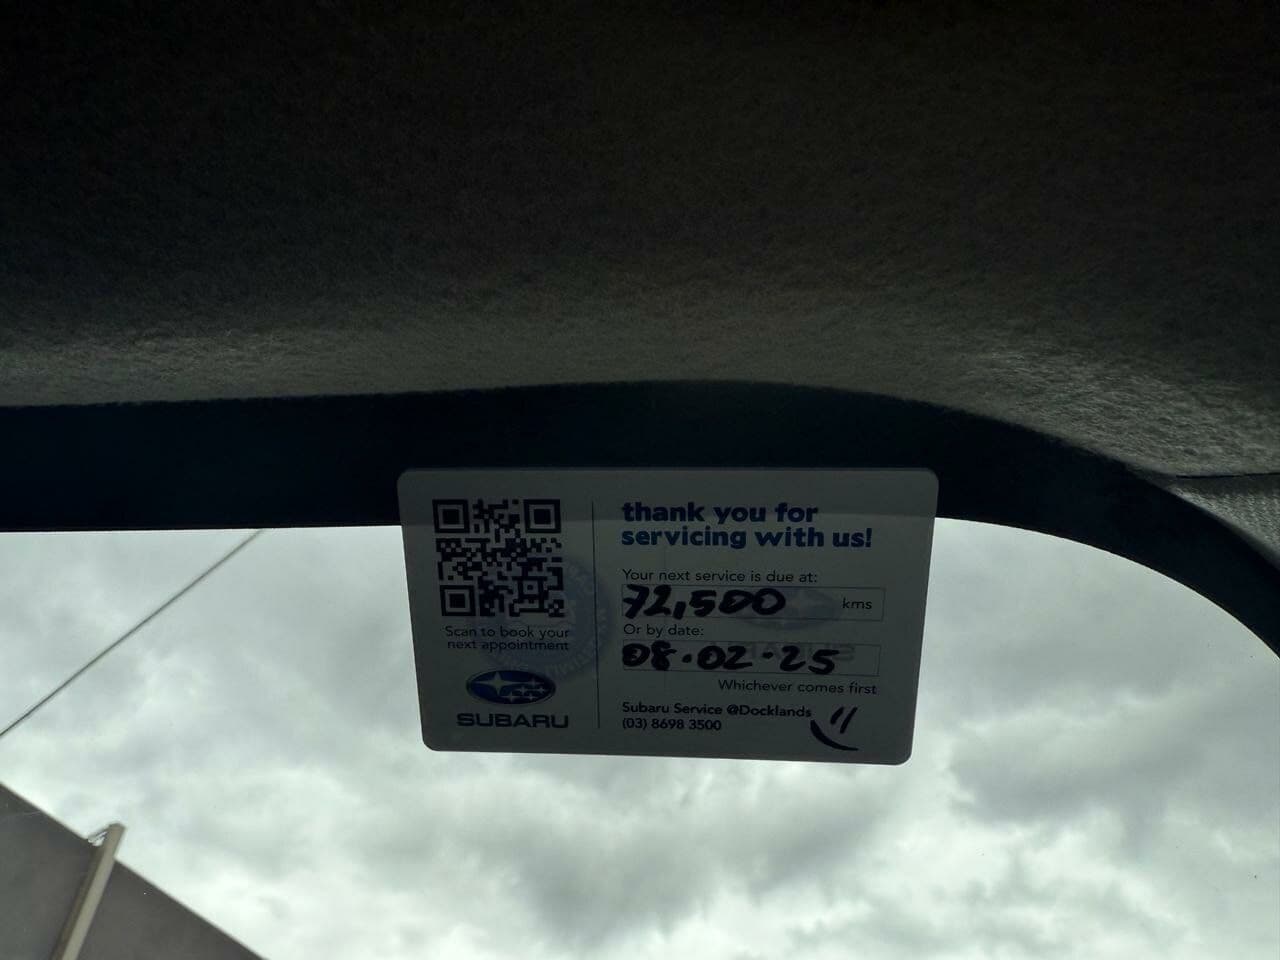 Scan to book your
next appointment
SUBARU
thank you for
servicing with us!
Your next service is due at:
72,500 kms
Or by date:
08.02.25
Whichever comes first
Subaru Service @Docklands
(03) 8698 3500